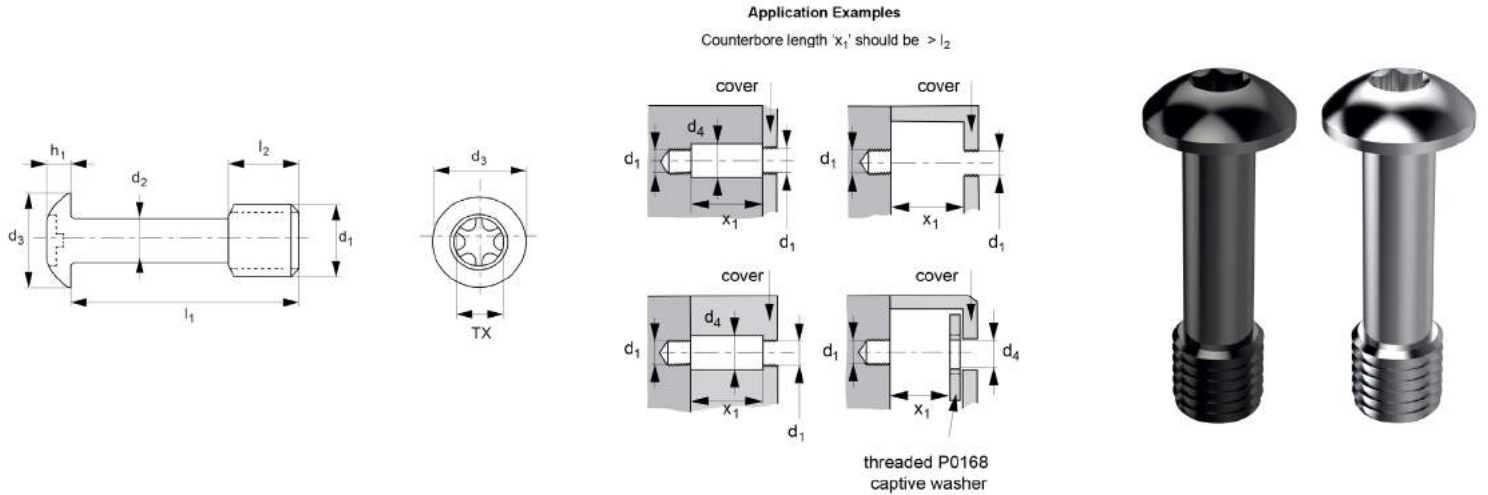 Application Examples
Counterbore length 'x₁' should be > l₂
h₁
l₂
d₂
d₃
d₁
l₁
d₃
TX
cover
d₄
d₁
x₁
d₁
cover
d₁
x₁
d₁
cover
d₄
d₁
x₁
d₁
cover
d₁
d₄
x₁
threaded P0168
captive washer